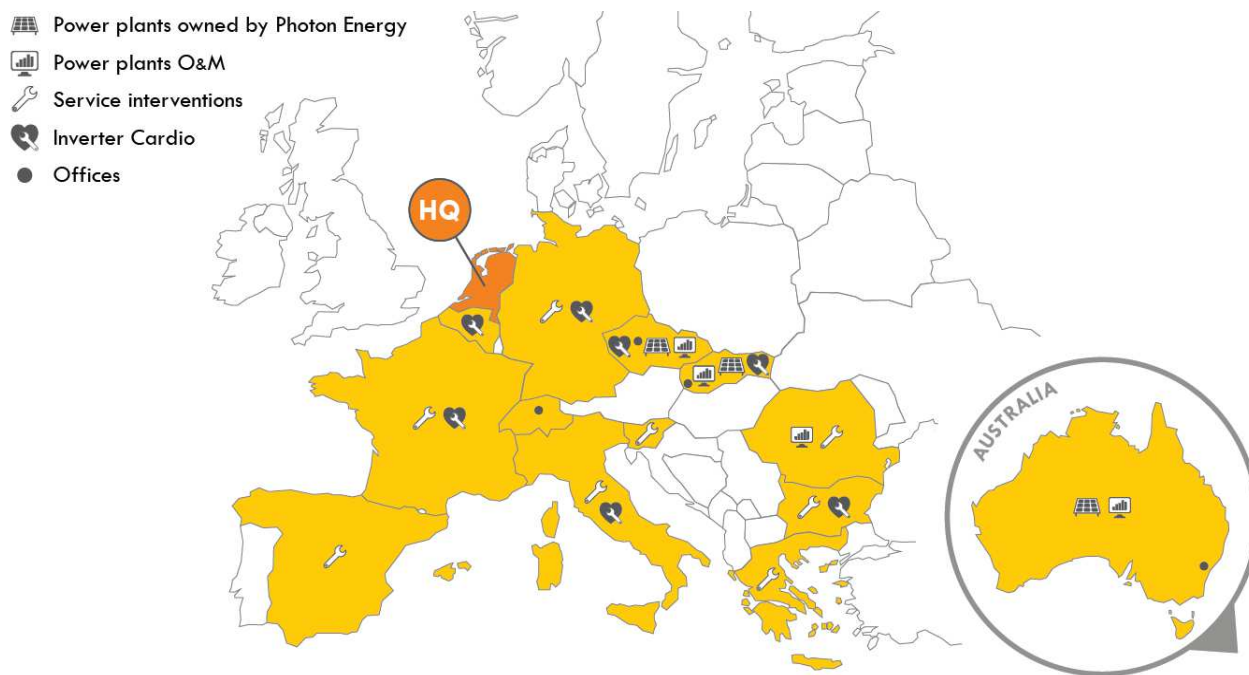 Power plants owned by Photon Energy
Power plants O&M
Service interventions
Inverter Cardio
Offices
HQ
AUSTRALIA